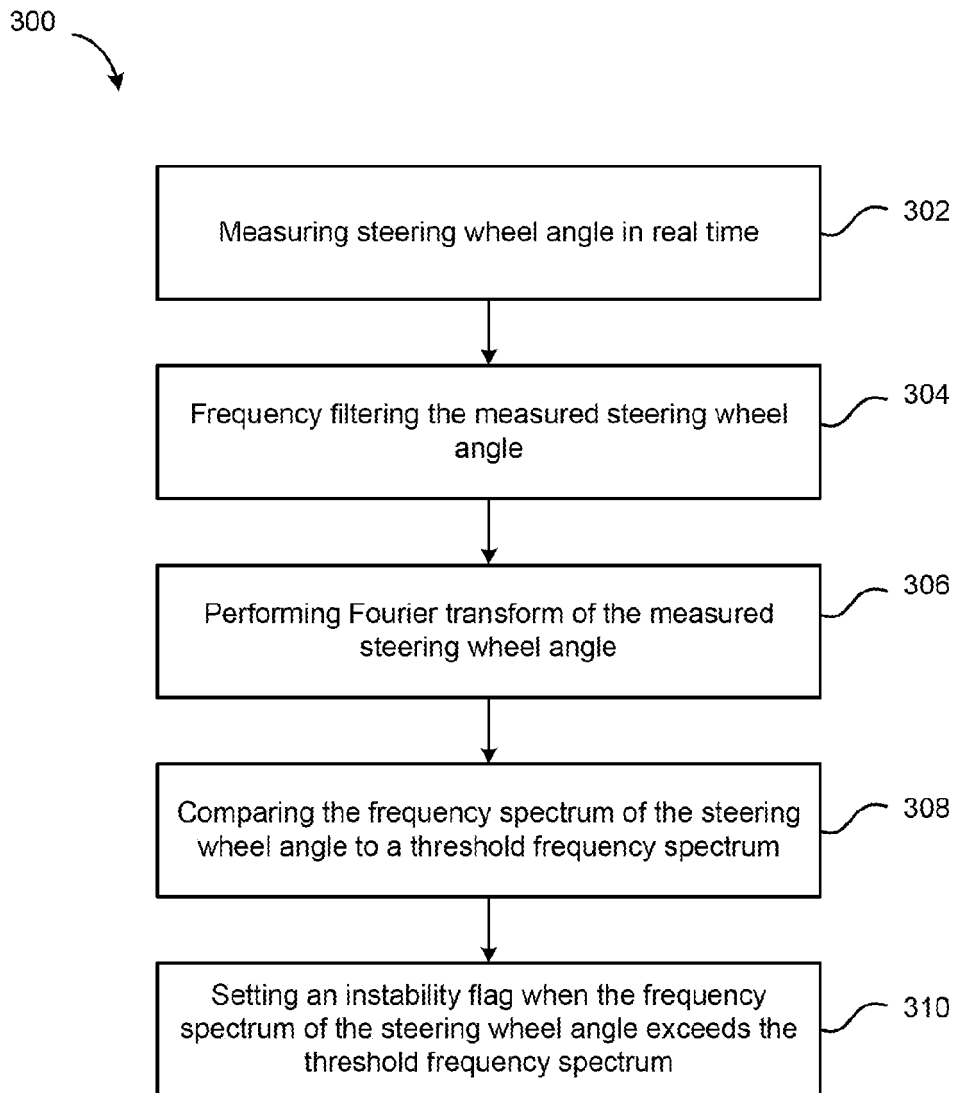 300
Measuring steering wheel angle in real time
302
Frequency filtering the measured steering wheel
angle
304
Performing Fourier transform of the measured
steering wheel angle
306
Comparing the frequency spectrum of the steering
wheel angle to a threshold frequency spectrum
308
Setting an instability flag when the frequency
spectrum of the steering wheel angle exceeds the
threshold frequency spectrum
310